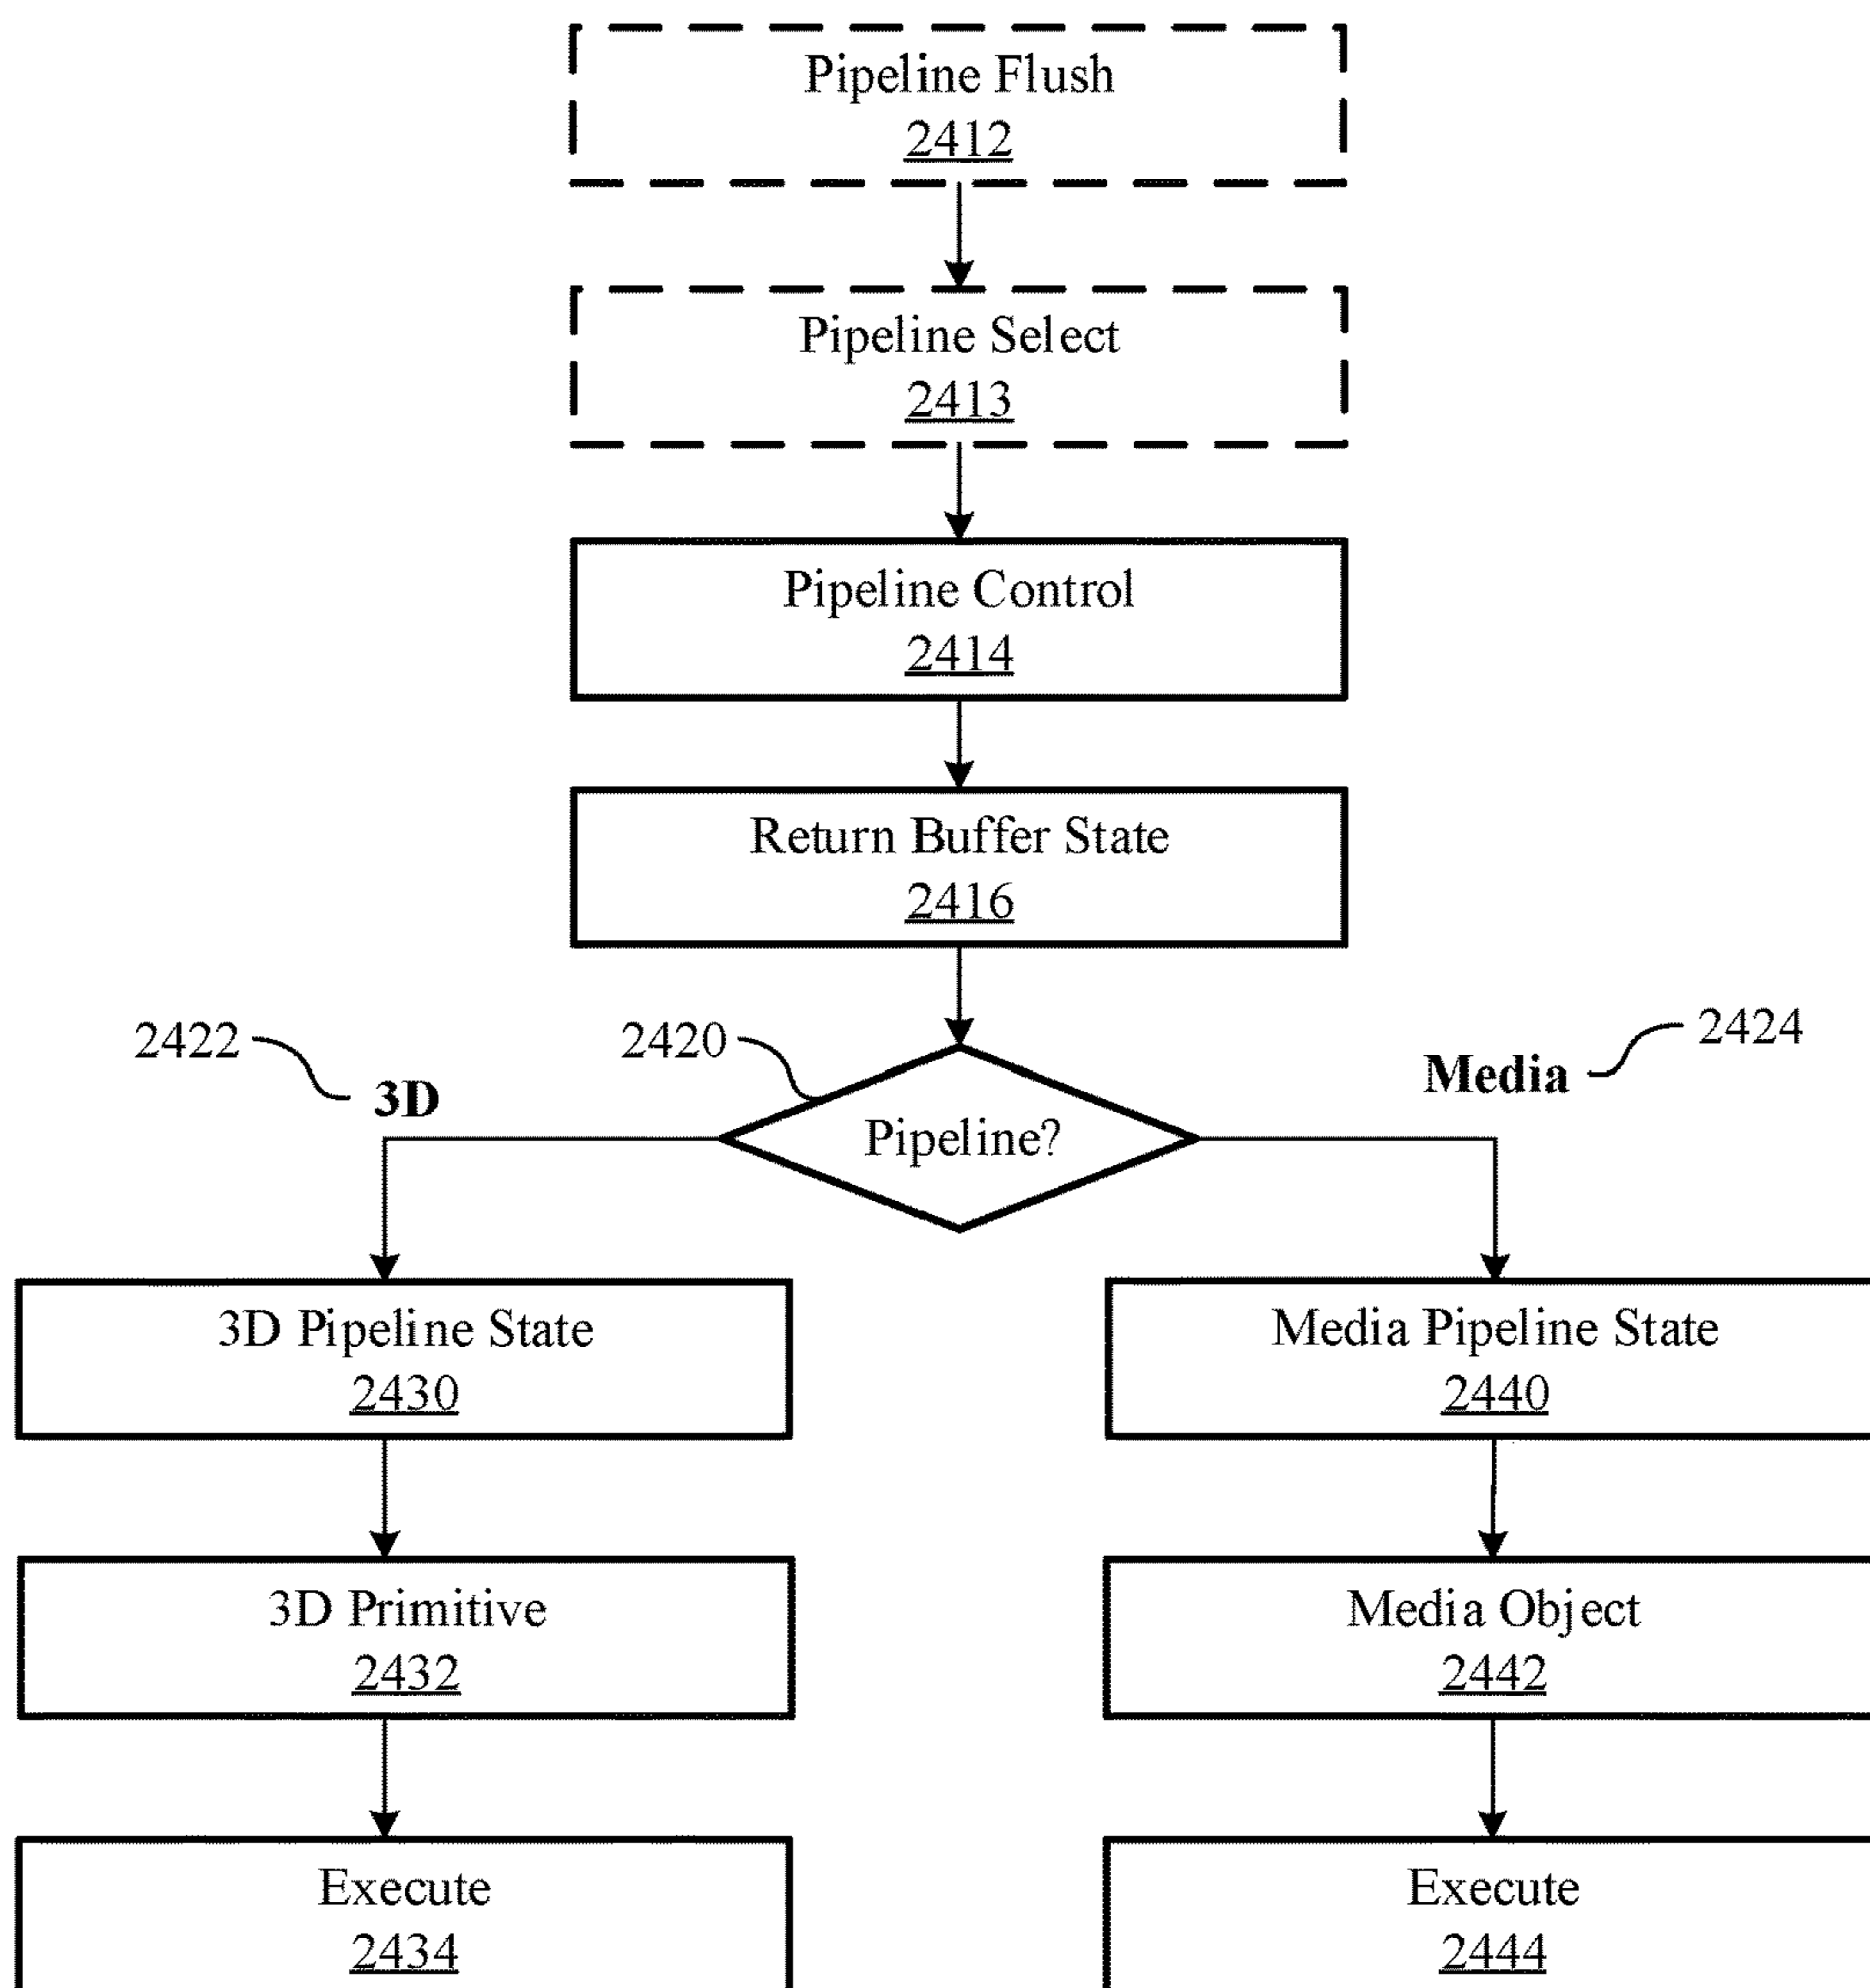 Pipeline Flush
2412
Pipeline Select
2413
Pipeline Control
2414
Return Buffer State
2416
2422
3D
2420
Pipeline?
Media
2424
3D Pipeline State
2430
3D Primitive
2432
Execute
2434
Media Pipeline State
2440
Media Object
2442
Execute
2444